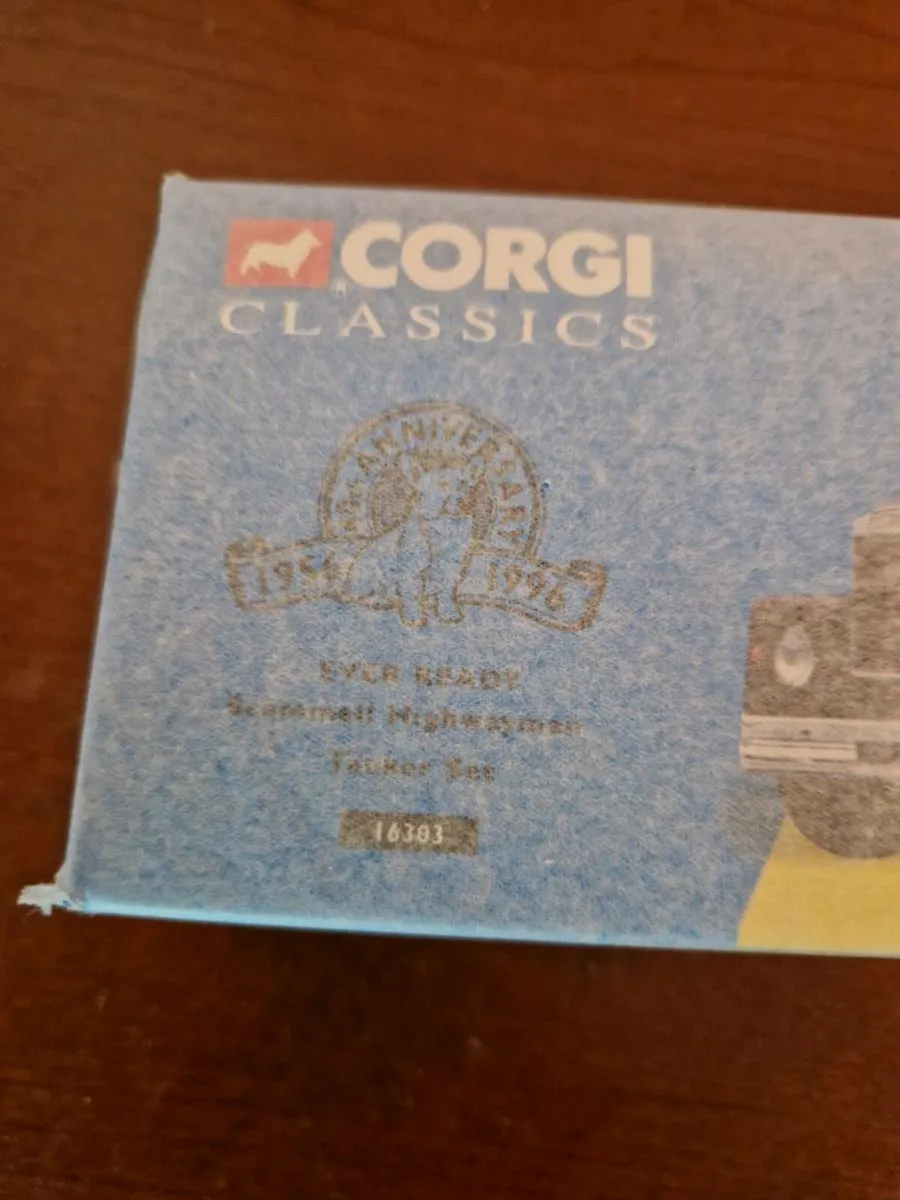 CORGI
CLASSICS
ANNIVERSARY
1956 1996
EVER READY
Scammell Highwayman
Tanker Set
16303